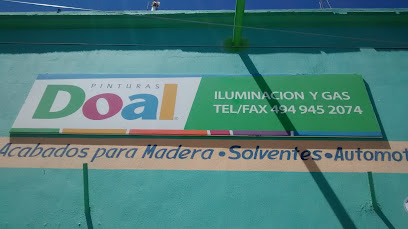 PINTURAS
Doal
ILUMINACION Y GAS
TEL/FAX 494 945 2074
Acabados para Madera • Solventes • Automot